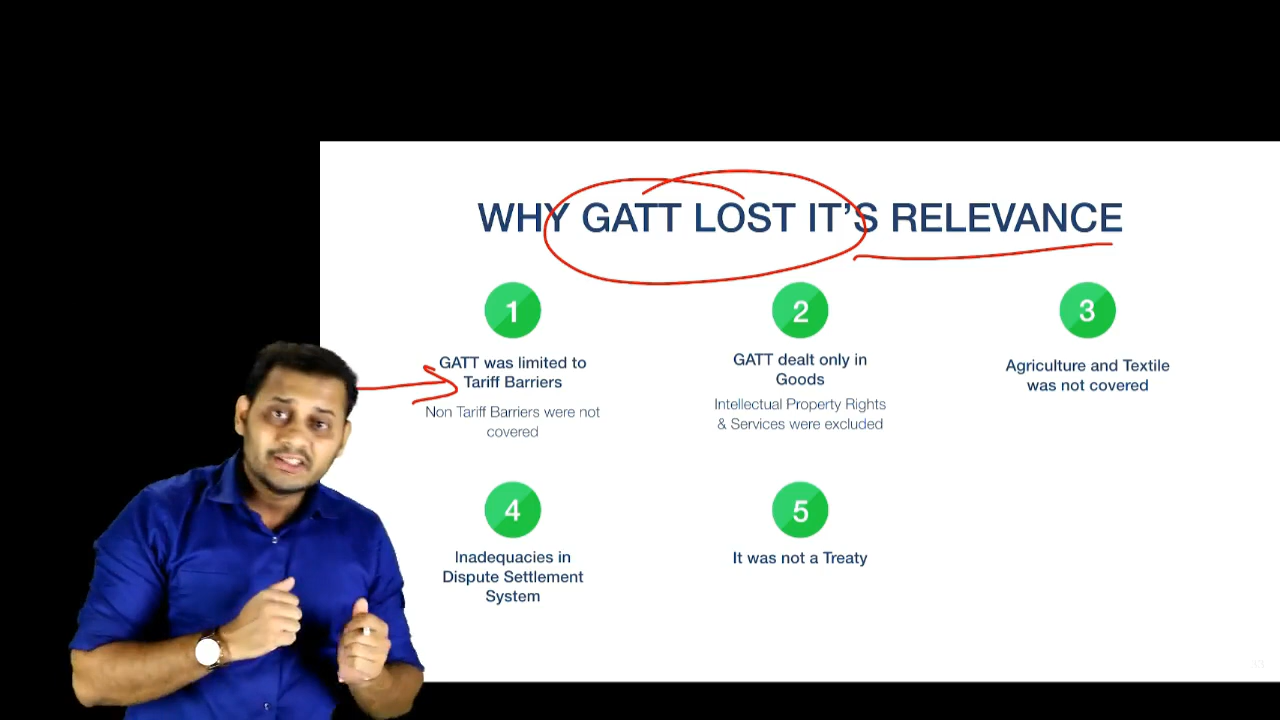 WHY GATT LOST IT’S RELEVANCE
1
GATT was limited to
Tariff Barriers
Non Tariff Barriers were not
covered
2
GATT dealt only in
Goods
Intellectual Property Rights
& Services were excluded
3
Agriculture and Textile
was not covered
4
Inadequacies in
Dispute Settlement
System
5
It was not a Treaty